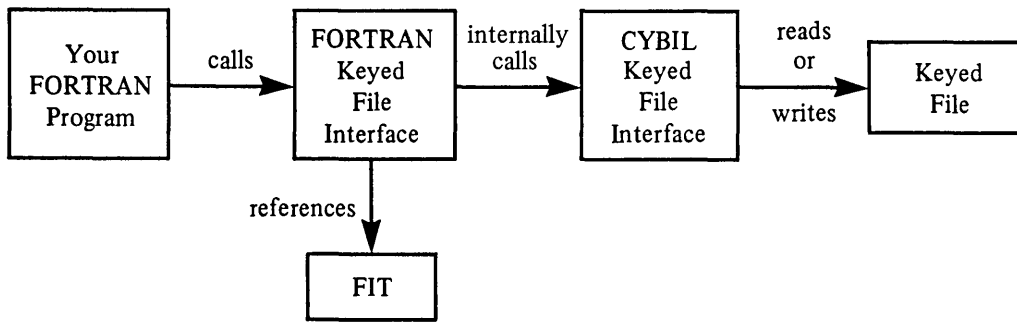 Your
FORTRAN
Program
calls
FORTRAN
Keyed
File
Interface
internally
calls
CYBIL
Keyed
File
Interface
reads
or
writes
Keyed
File
references
FIT